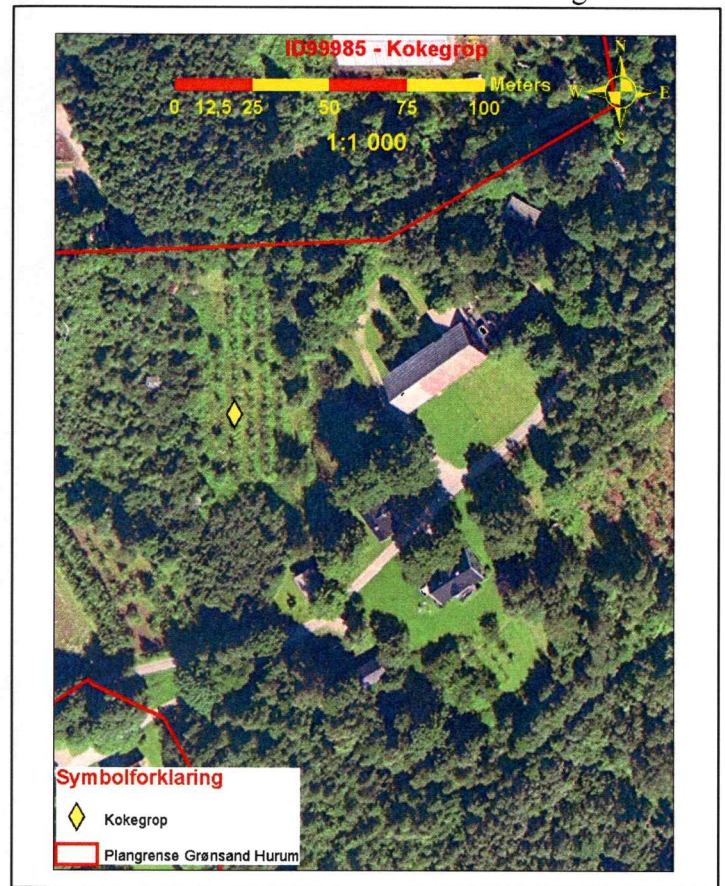 ID99985 - Kokegrop
N
Meters
W E
0 12,5 25 50 75 100
S
1:1 000
Symbolforklaring
Kokegrop
Plangrense Grønsand Hurum